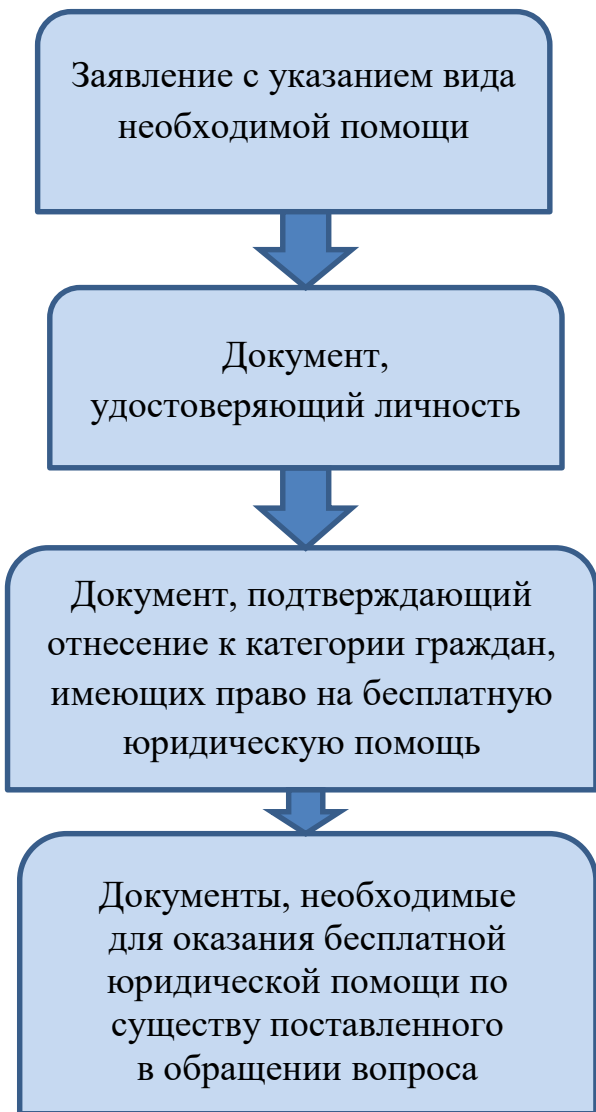 Заявление с указанием вида
необходимой помощи
Документ,
удостоверяющий личность
Документ, подтверждающий
отнесение к категории граждан,
имеющих право на бесплатную
юридическую помощь
Документы, необходимые
для оказания бесплатной
юридической помощи по
существу поставленного
в обращении вопроса